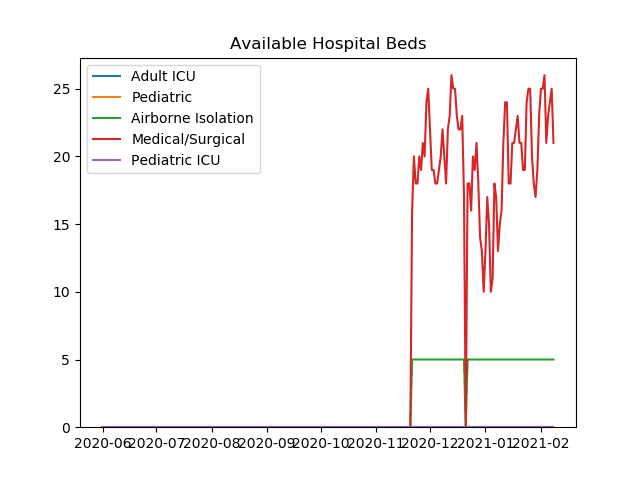 Available Hospital Beds
Adult ICU
Pediatric
Airborne Isolation
Medical/Surgical
Pediatric ICU
25
20
15
10
5
0
2020-06 2020-07 2020-08 2020-09 2020-10 2020-11 2020-12 2021-01 2021-02